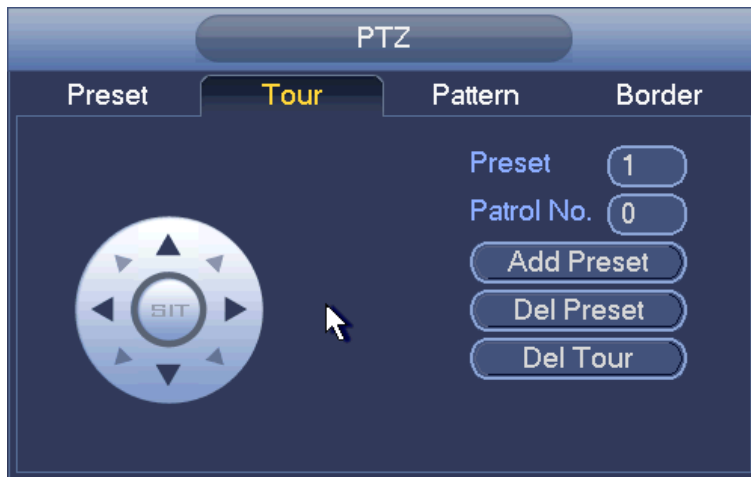 PTZ
Preset Tour Pattern Border
Preset 1
Patrol No. 0
SIT
Add Preset
Del Preset
Del Tour